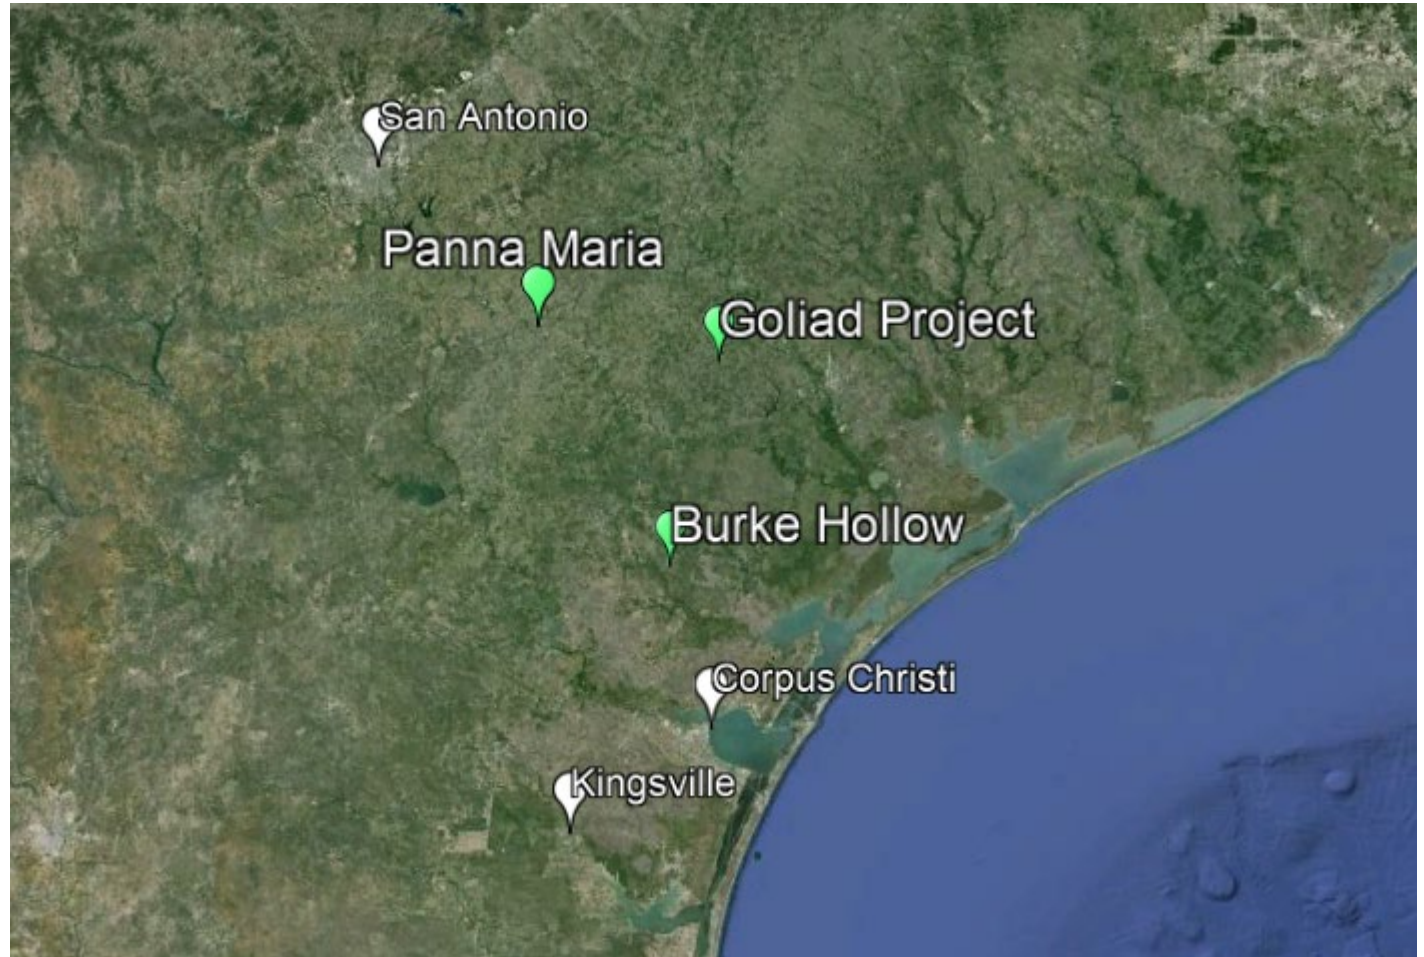 San Antonio
Panna Maria
Goliad Project
Burke Hollow
Corpus Christi
Kingsville